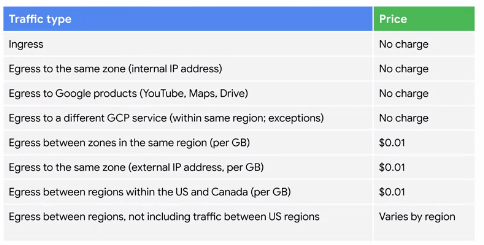 Traffic type Price
Ingress No charge
Egress to the same zone (internal IP address) No charge
Egress to Google products (YouTube, Maps, Drive) No charge
Egress to a different GCP service (within same region; exceptions) No charge
Egress between zones in the same region (per GB) $0.01
Egress to the same zone (external IP address, per GB) $0.01
Egress between regions within the US and Canada (per GB) $0.01
Egress between regions, not including traffic between US regions Varies by region